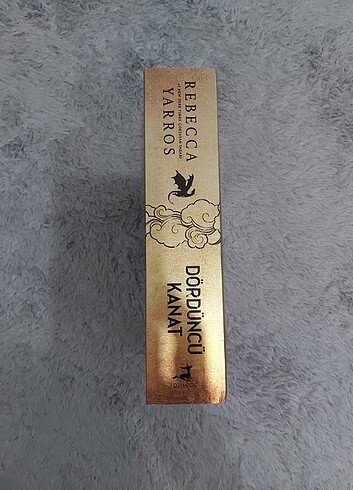 REBECCA
YARROS
DÖRDÜNCÜ
KANAT